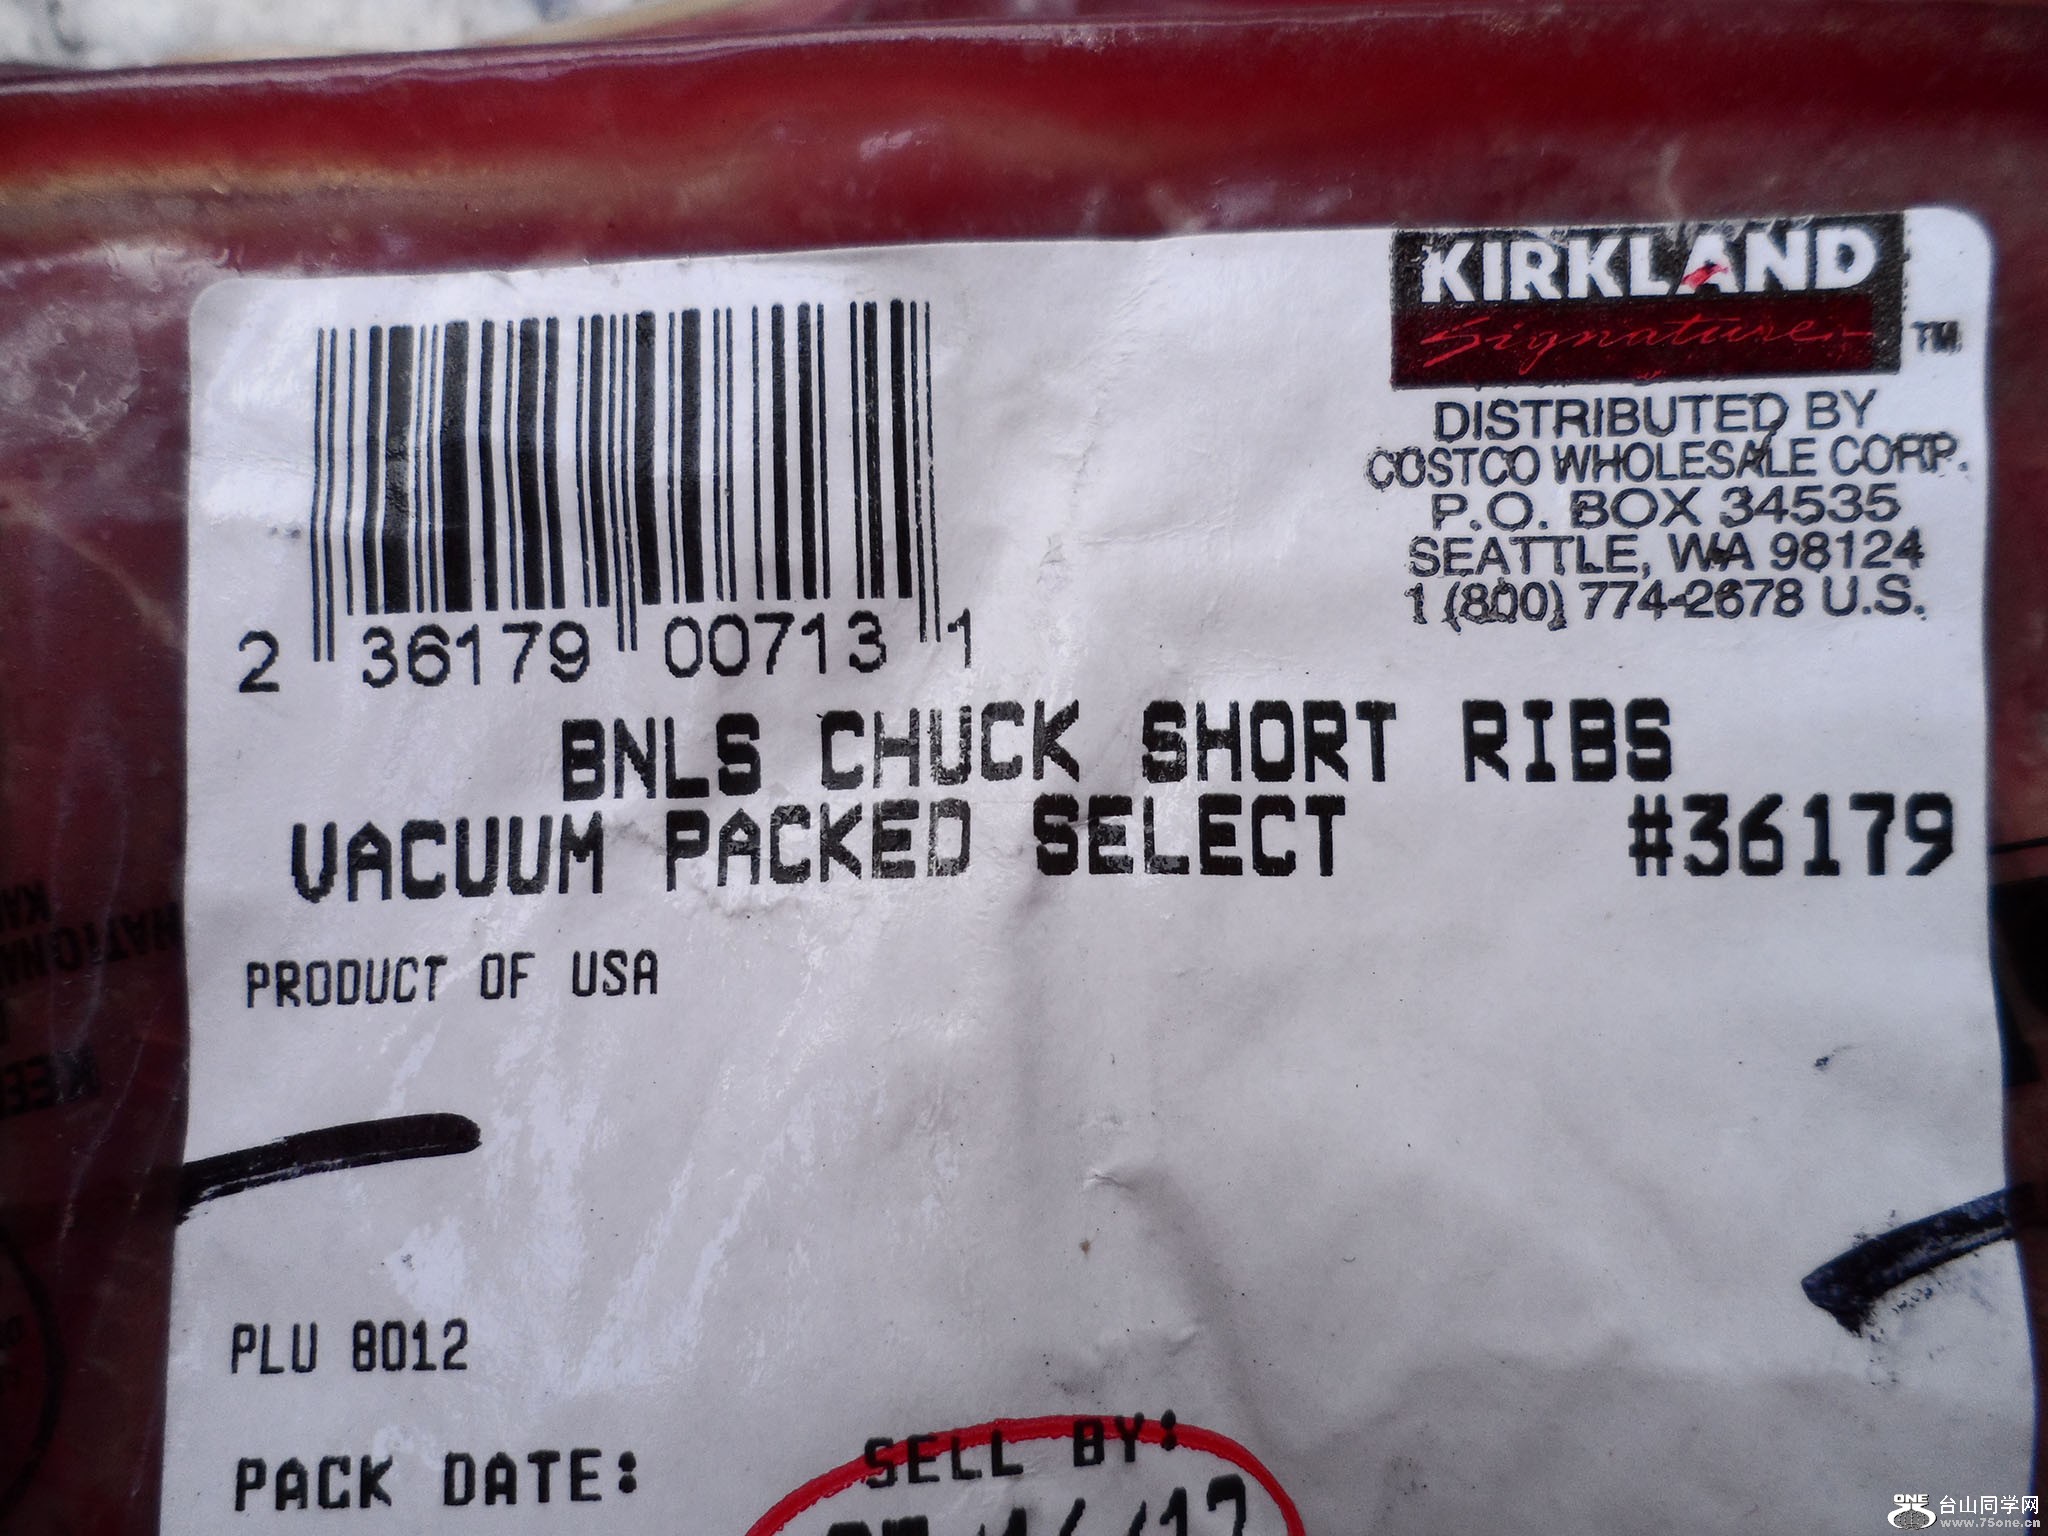 KIRKLAND
Signature
TM
DISTRIBUTED BY
COSTCO WHOLESALE CORP.
P.O. BOX 34535
SEATTLE, WA 98124
1 (800) 774-2678 U.S.
2 36179 00713 1
BNLS CHUCK SHORT RIBS
VACUUM PACKED SELECT #36179
PRODUCT OF USA
PLU 8012
PACK DATE: SELL BY:
ONE 台山同学网
www.75one.cn